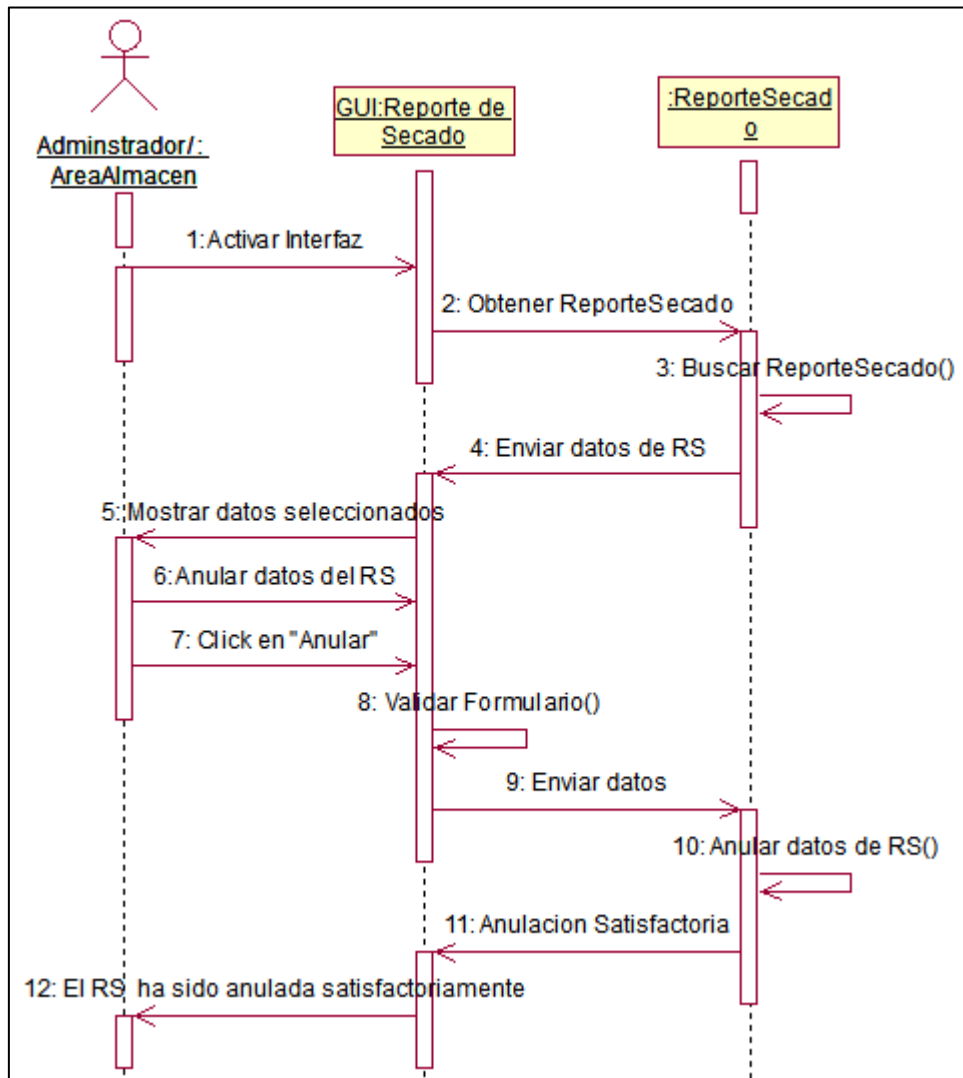 Adminstrador/:
AreaAlmacen
GUI:Reporte de
Secado
:ReporteSecad
o
1:Activar Interfaz
2: Obtener ReporteSecado
3: Buscar ReporteSecado()
4: Enviar datos de RS
5: Mostrar datos seleccionados
6:Anular datos del RS
7: Click en "Anular"
8: Validar Formulario()
9: Enviar datos
10: Anular datos de RS()
11: Anulacion Satisfactoria
12: El RS ha sido anulada satisfactoriamente